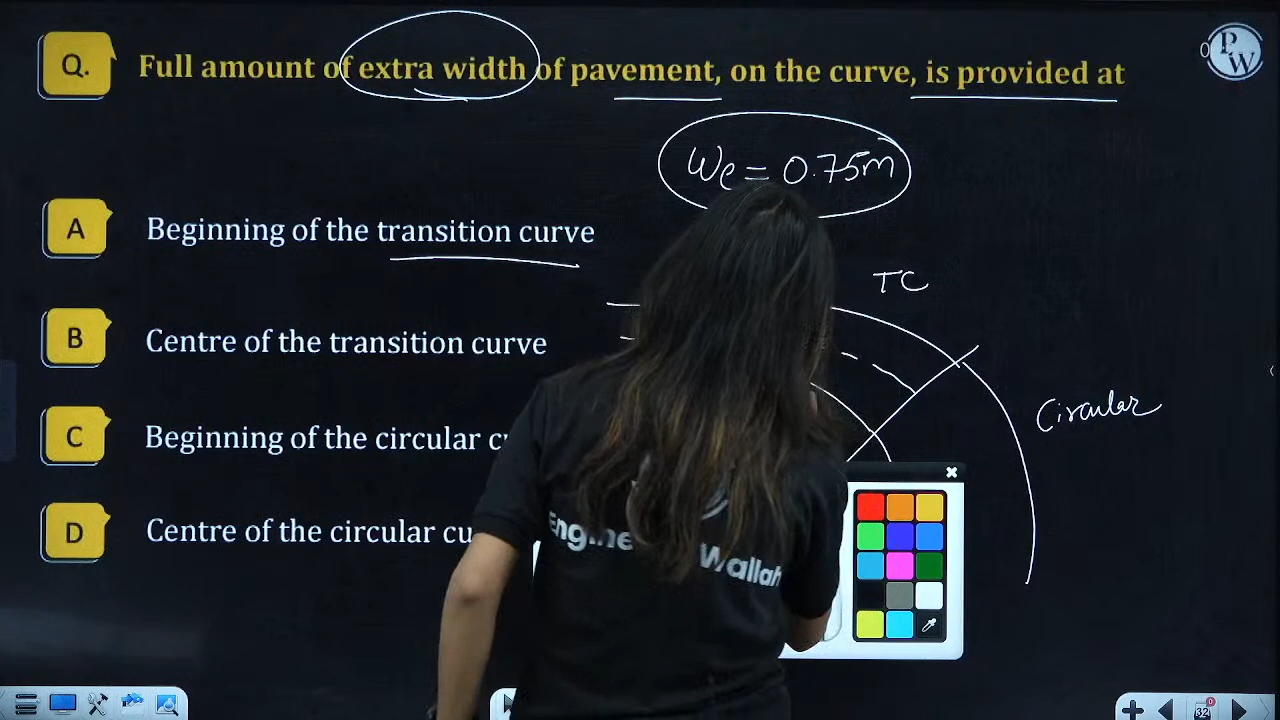 Q. Full amount of extra width of pavement, on the curve, is provided at
PW
We = 0.75m
A Beginning of the transition curve
TC
B Centre of the transition curve
Circular
C Beginning of the circular
D Centre of the circular
Engine Wallah
32